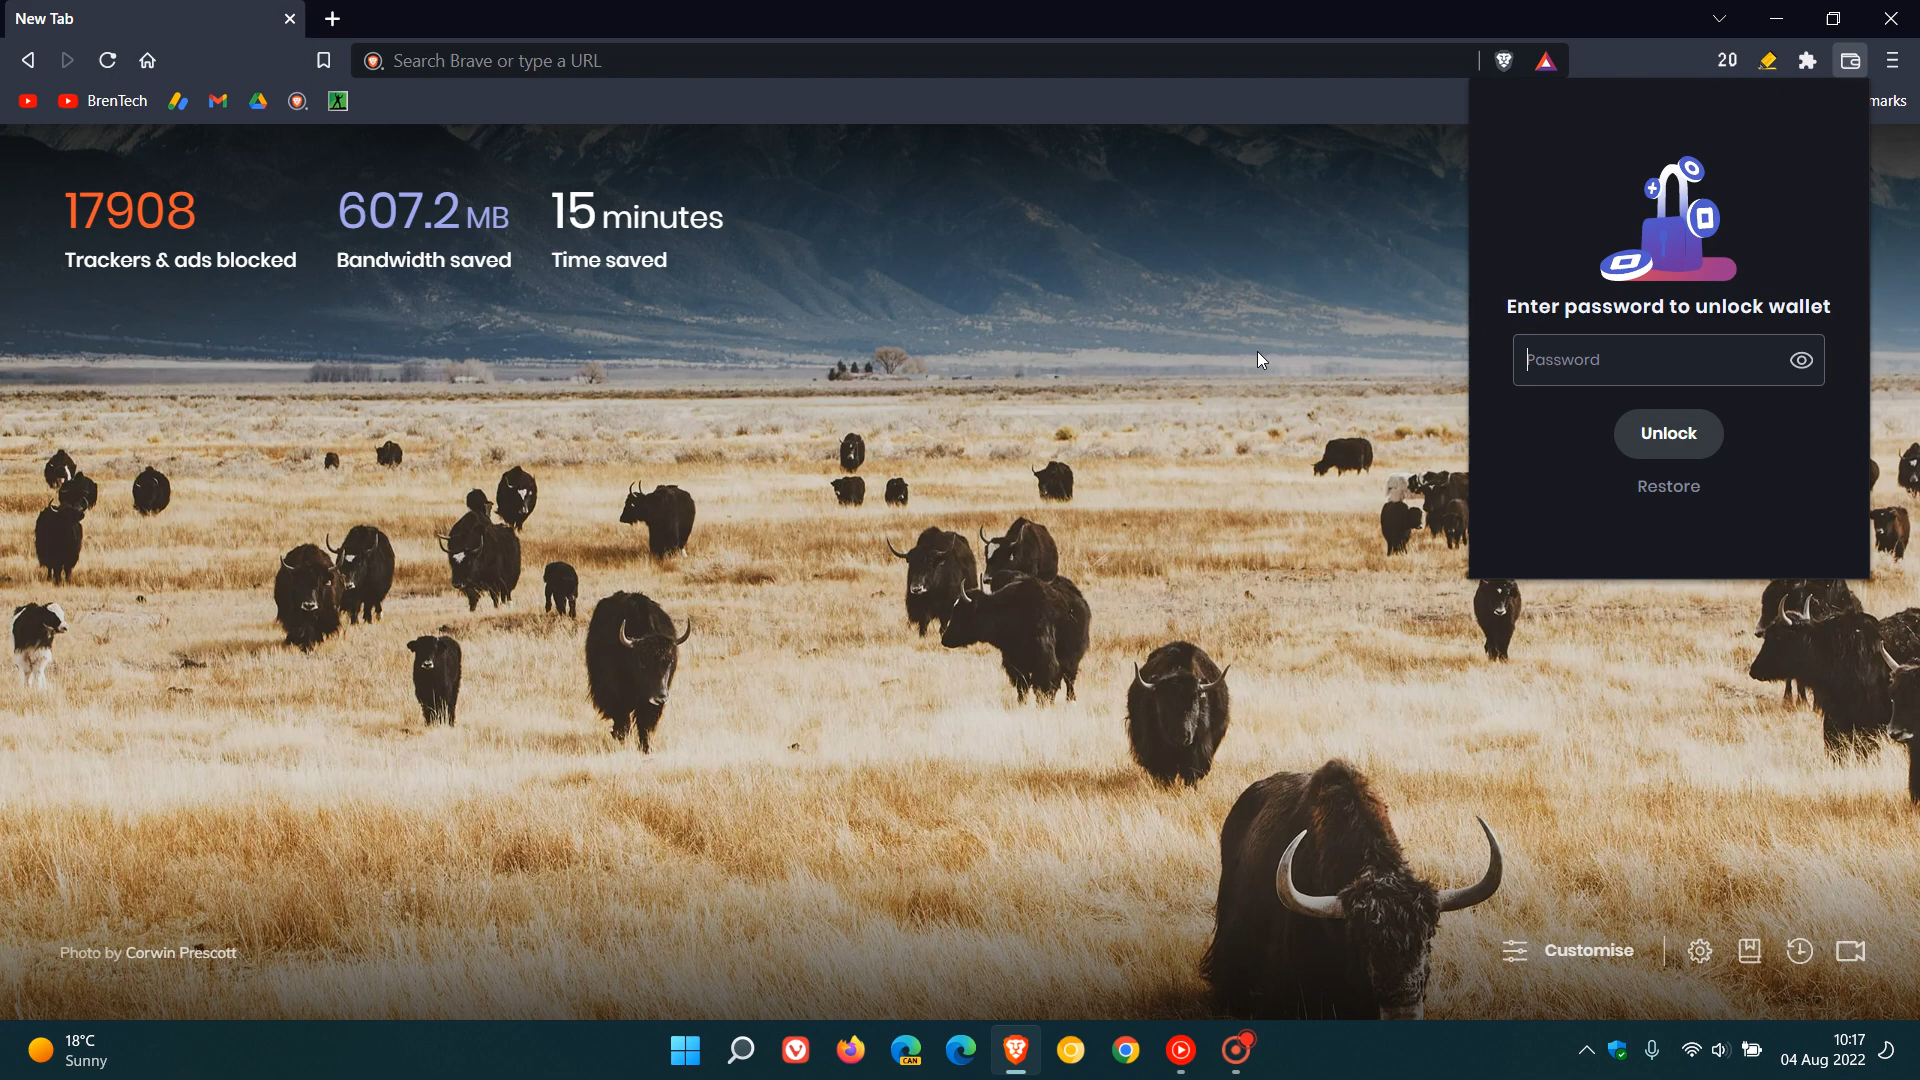 New Tab
Search Brave or type a URL
20
BrenTech
marks
17908
607.2 MB
15 minutes
Trackers & ads blocked
Bandwidth saved
Time saved
Enter password to unlock wallet
Password
Unlock
Restore
Photo by Corwin Prescott
Customise
18°C
Sunny
CAN
10:17
04 Aug 2022